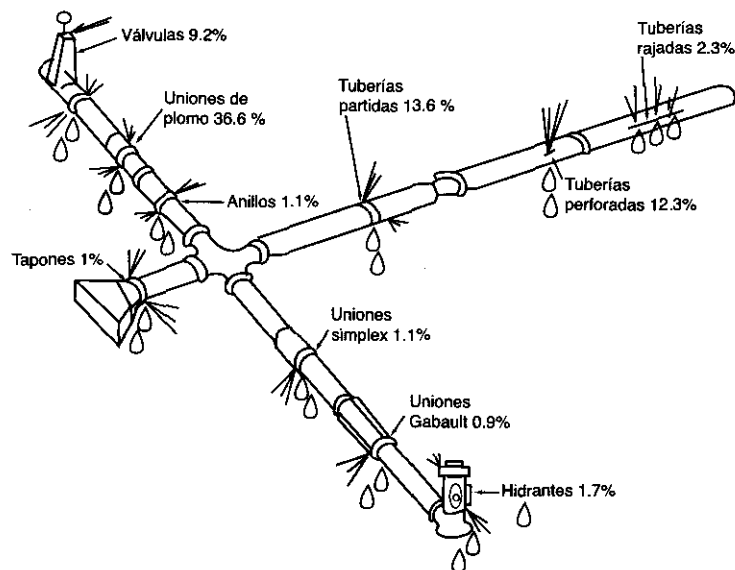 Válvulas 9.2%
Tuberías
rajadas 2.3%
Uniones de
plomo 36.6 %
Tuberías
partidas 13.6 %
Anillos 1.1%
Tuberías
perforadas 12.3%
Tapones 1%
Uniones
simplex 1.1%
Uniones
Gabault 0.9%
Hidrantes 1.7%